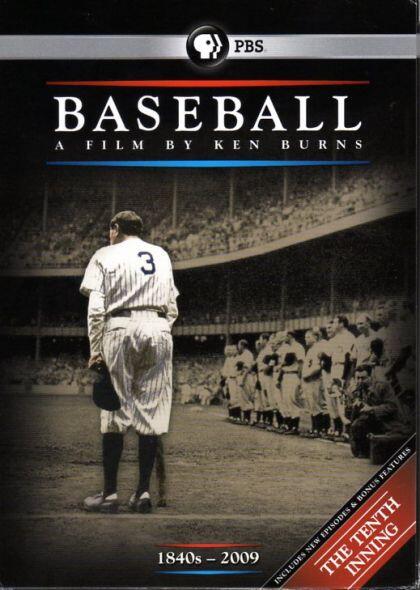 PBS
BASEBALL
A FILM BY KEN BURNS
3
INCLUDES NEW EPISODES & BONUS FEATURES
THE TENTH
INNING
1840s – 2009